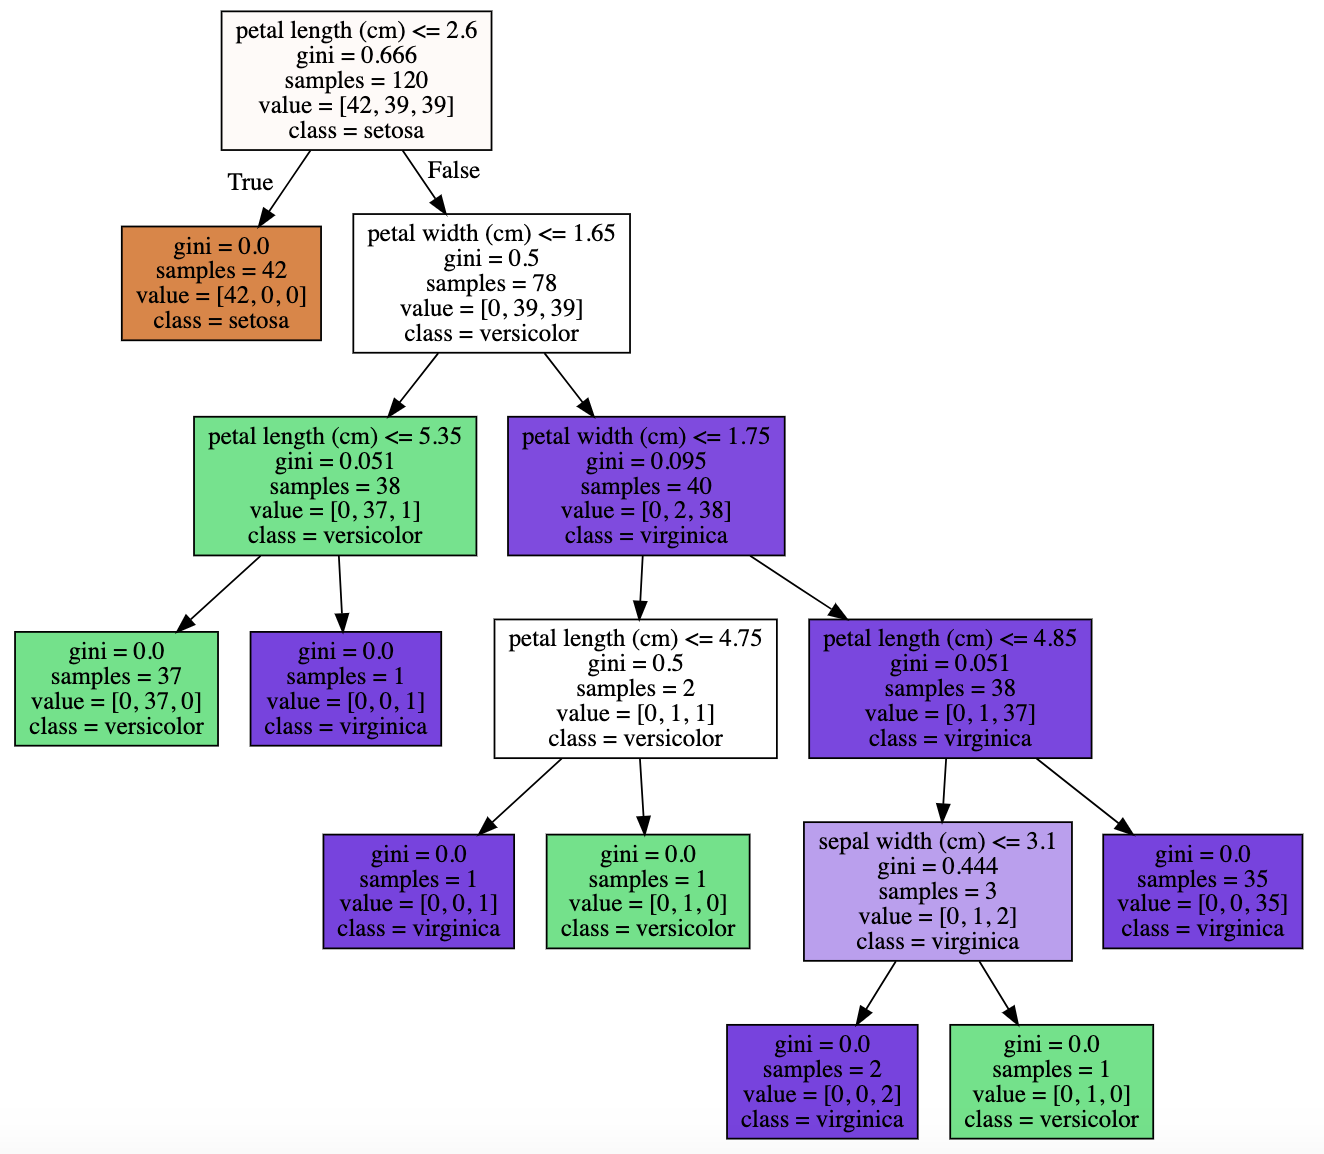 petal length (cm) <= 2.6
gini = 0.666
samples = 120
value = [42, 39, 39]
class = setosa
True
False
gini = 0.0
samples = 42
value = [42, 0, 0]
class = setosa
petal width (cm) <= 1.65
gini = 0.5
samples = 78
value = [0, 39, 39]
class = versicolor
petal length (cm) <= 5.35
gini = 0.051
samples = 38
value = [0, 37, 1]
class = versicolor
petal width (cm) <= 1.75
gini = 0.095
samples = 40
value = [0, 2, 38]
class = virginica
gini = 0.0
samples = 37
value = [0, 37, 0]
class = versicolor
gini = 0.0
samples = 1
value = [0, 0, 1]
class = virginica
petal length (cm) <= 4.75
gini = 0.5
samples = 2
value = [0, 1, 1]
class = versicolor
petal length (cm) <= 4.85
gini = 0.051
samples = 38
value = [0, 1, 37]
class = virginica
gini = 0.0
samples = 1
value = [0, 0, 1]
class = virginica
gini = 0.0
samples = 1
value = [0, 1, 0]
class = versicolor
sepal width (cm) <= 3.1
gini = 0.444
samples = 3
value = [0, 1, 2]
class = virginica
gini = 0.0
samples = 35
value = [0, 0, 35]
class = virginica
gini = 0.0
samples = 2
value = [0, 0, 2]
class = virginica
gini = 0.0
samples = 1
value = [0, 1, 0]
class = versicolor